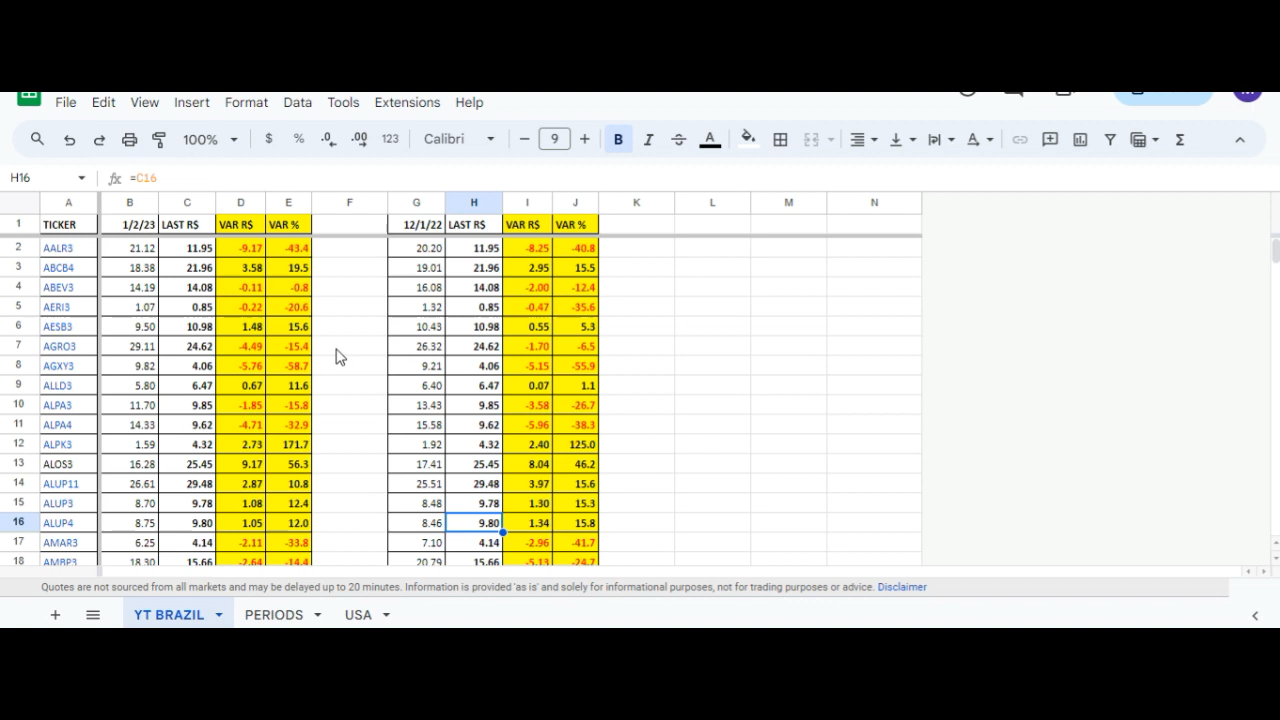 File Edit View Insert Format Data Tools Extensions Help
100% $ % .0 .00 123 Calibri 9 B I A A Σ
H16 fx =C16
A B C D E F G H I J K L M N
1 TICKER 1/2/23 LAST R$ VAR R$ VAR % 12/1/22 LAST R$ VAR R$ VAR %
2 AALR3 21.12 11.95 -9.17 -43.4 20.20 11.95 -8.25 -40.8
3 ABCB4 18.38 21.96 3.58 19.5 19.01 21.96 2.95 15.5
4 ABEV3 14.19 14.08 -0.11 -0.8 16.08 14.08 -2.00 -12.4
5 AERI3 1.07 0.85 -0.22 -20.6 1.32 0.85 -0.47 -35.6
6 AESB3 9.50 10.98 1.48 15.6 10.43 10.98 0.55 5.3
7 AGRO3 29.11 24.62 -4.49 -15.4 26.32 24.62 -1.70 -6.5
8 AGXY3 9.82 4.06 -5.76 -58.7 9.21 4.06 -5.15 -55.9
9 ALLD3 5.80 6.47 0.67 11.6 6.40 6.47 0.07 1.1
10 ALPA3 11.70 9.85 -1.85 -15.8 13.43 9.85 -3.58 -26.7
11 ALPA4 14.33 9.62 -4.71 -32.9 15.58 9.62 -5.96 -38.3
12 ALPK3 1.59 4.32 2.73 171.7 1.92 4.32 2.40 125.0
13 ALOS3 16.28 25.45 9.17 56.3 17.41 25.45 8.04 46.2
14 ALUP11 26.61 29.48 2.87 10.8 25.51 29.48 3.97 15.6
15 ALUP3 8.70 9.78 1.08 12.4 8.48 9.78 1.30 15.3
16 ALUP4 8.75 9.80 1.05 12.0 8.46 9.80 1.34 15.8
17 AMAR3 6.25 4.14 -2.11 -33.8 7.10 4.14 -2.96 -41.7
18 AMBP3 18.30 15.66 -2.64 -14.4 20.79 15.66 -5.13 -24.7
Quotes are not sourced from all markets and may be delayed up to 20 minutes. Information is provided 'as is' and solely for informational purposes, not for trading purposes or advice. Disclaimer
YT BRAZIL PERIODS USA